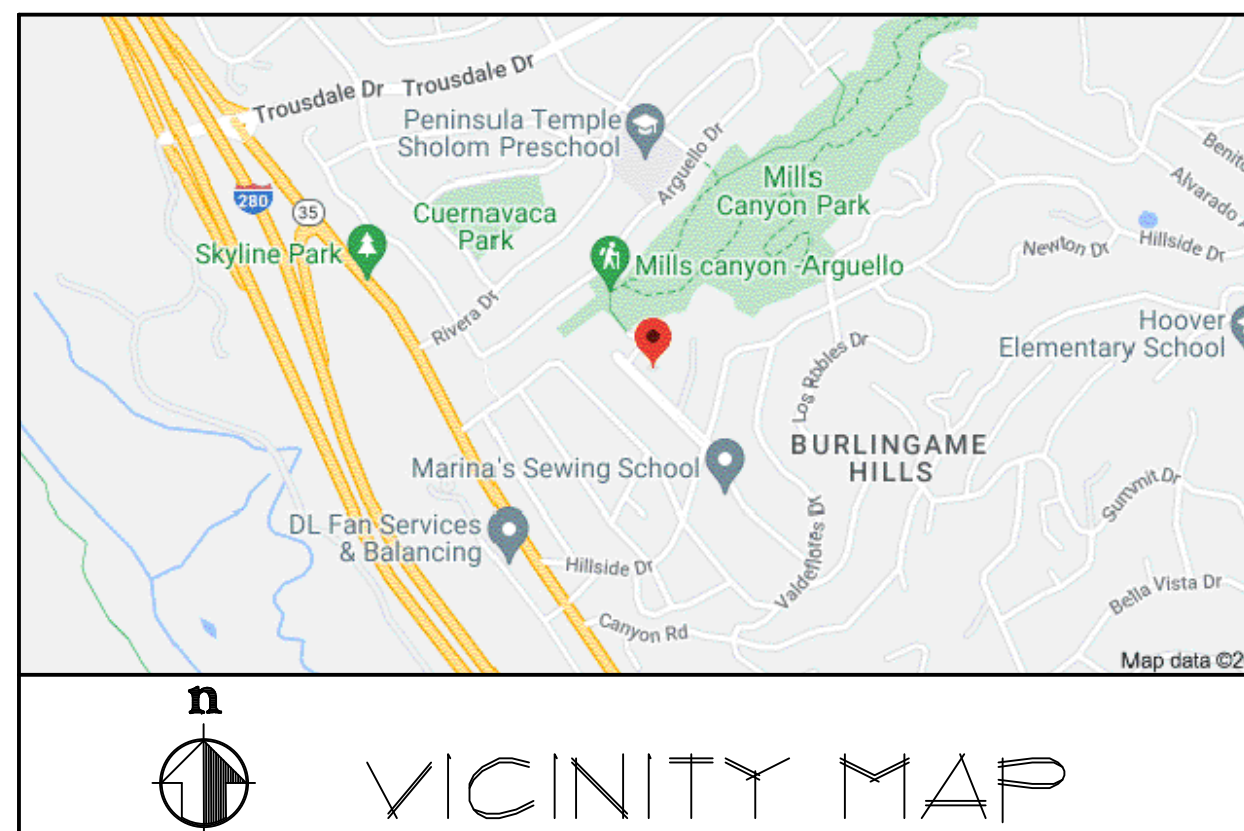 Trousdale Dr
Trousdale Dr
Peninsula Temple
Sholom Preschool
Arguello Dr
Mills
Canyon Park
Benito
Alvarado A
280
35
Cuernavaca
Park
Skyline Park
Mills canyon -Arguello
Newton Dr
Hillside Dr
Rivera Dr
Hoover
Elementary School
Los Robles Dr
BURLINGAME
HILLS
Marina's Sewing School
Summit Dr
DL Fan Services
& Balancing
Hillside Dr
Valdeflores Dr
Bella Vista Dr
Canyon Rd
Map data ©2
n
VICINITY MAP